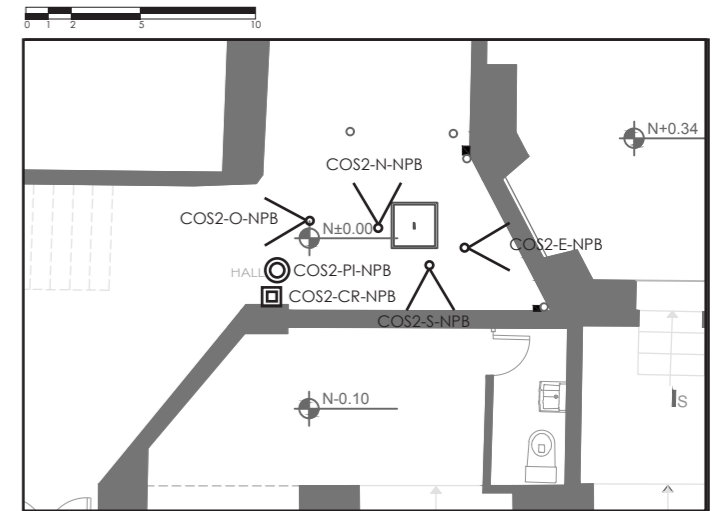 0 1 2 5 10
N+0.34
COS2-N-NPB
COS2-O-NPB
N±0.00
COS2-E-NPB
HALL
COS2-PI-NPB
COS2-CR-NPB
COS2-S-NPB
N-0.10
S